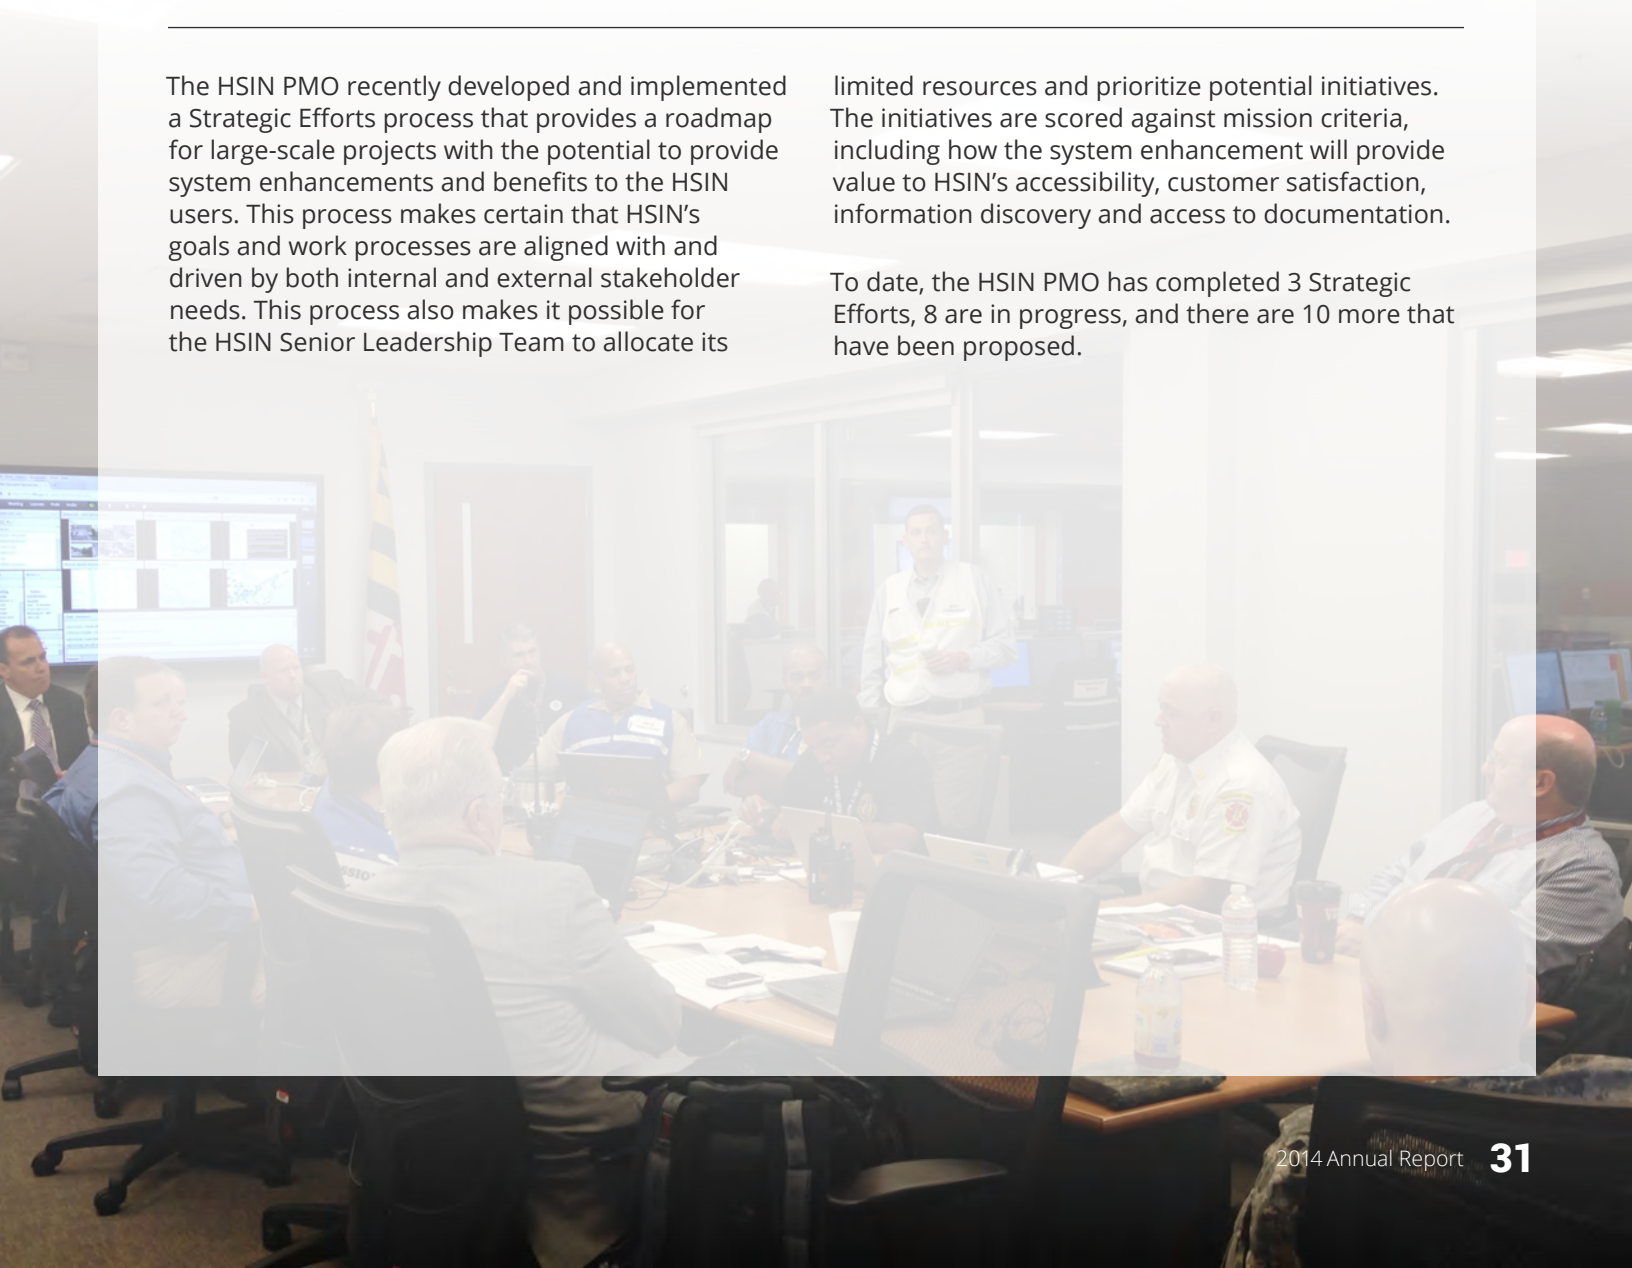 The HSIN PMO recently developed and implemented
a Strategic Efforts process that provides a roadmap
for large-scale projects with the potential to provide
system enhancements and benefits to the HSIN
users. This process makes certain that HSIN’s
goals and work processes are aligned with and
driven by both internal and external stakeholder
needs. This process also makes it possible for
the HSIN Senior Leadership Team to allocate its
limited resources and prioritize potential initiatives.
The initiatives are scored against mission criteria,
including how the system enhancement will provide
value to HSIN’s accessibility, customer satisfaction,
information discovery and access to documentation.
To date, the HSIN PMO has completed 3 Strategic
Efforts, 8 are in progress, and there are 10 more that
have been proposed.
2014 Annual Report 31